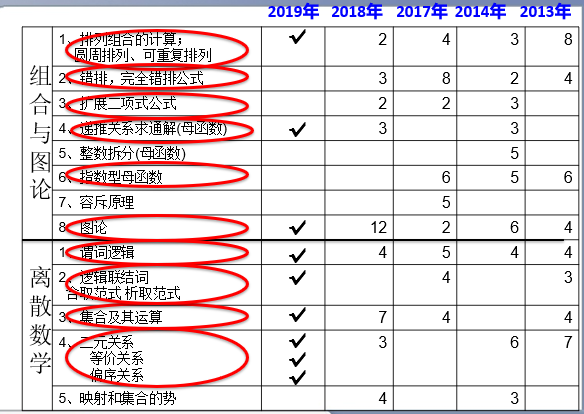 2019年 2018年 2017年 2014年 2013年
组合与图论
1、排列组合的计算； ✓ 2 4 3 8
圆周排列、可重复排列
2、错排，完全错排公式 3 8 2 4
3、扩展二项式公式 2 2 3
4、递推关系求通解(母函数) ✓ 3 3
5、整数拆分(母函数) 5
6、指数型母函数 6 5 6
7、容斥原理 5
8、图论 ✓ 12 2 6 4
离散数学
1、谓词逻辑 ✓ 4 5 4 4
2、逻辑联结词 ✓ 4 3
合取范式 析取范式
3、集合及其运算 ✓ 7 4 4
4、二元关系 ✓ 3 6 7
等价关系 ✓
偏序关系 ✓
5、映射和集合的势 4 3